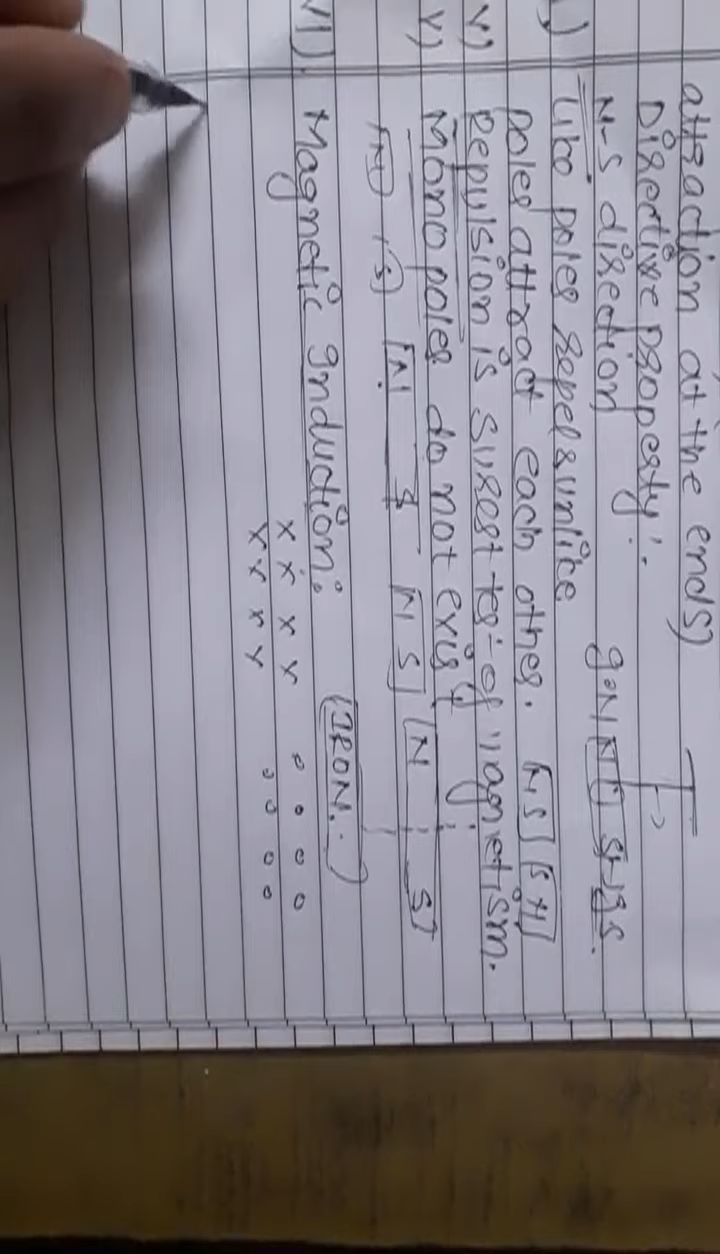 attraction at the ends)
Directive property:
N-S direction
Like poles repel & unlike
poles attract each other. N S S N
v) Repulsion is surest test of magnetism.
v) Mono poles do not exist
N S N S N S N S
VI). Magnetic Induction: (IRON.)
x x x x o o o o
x x x x o o o o